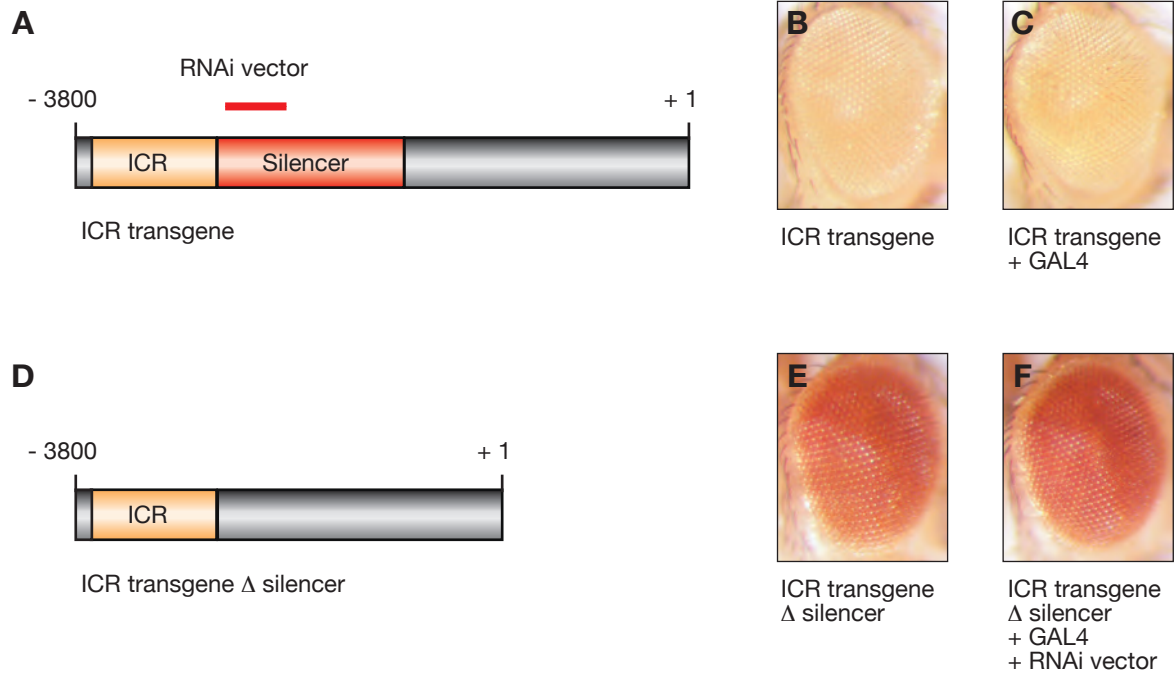 A
RNAi vector
- 3800
+ 1
ICR
Silencer
ICR transgene
B
ICR transgene
C
ICR transgene
+ GAL4
D
- 3800
+ 1
ICR
ICR transgene Δ silencer
E
ICR transgene
Δ silencer
F
ICR transgene
Δ silencer
+ GAL4
+ RNAi vector